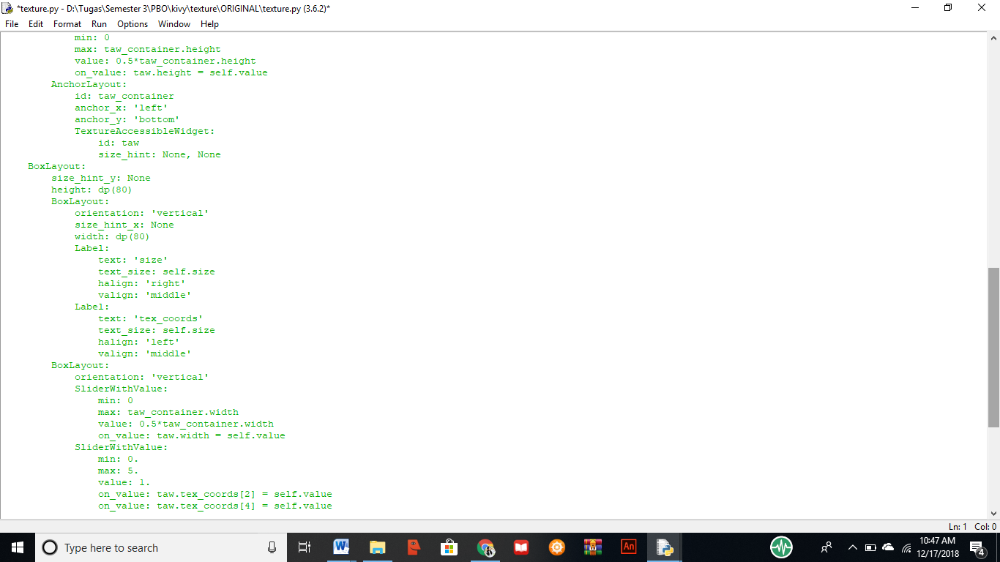 *texture.py - D:\Tugas\Semester 3\PBO\kivy\texture\ORIGINAL\texture.py (3.6.2)*
File Edit Format Run Options Window Help
            min: 0
            max: taw_container.height
            value: 0.5*taw_container.height
            on_value: taw.height = self.value
        AnchorLayout:
            id: taw_container
            anchor_x: 'left'
            anchor_y: 'bottom'
            TextureAccessibleWidget:
                id: taw
                size_hint: None, None
    BoxLayout:
        size_hint_y: None
        height: dp(80)
        BoxLayout:
            orientation: 'vertical'
            size_hint_x: None
            width: dp(80)
            Label:
                text: 'size'
                text_size: self.size
                halign: 'right'
                valign: 'middle'
            Label:
                text: 'tex_coords'
                text_size: self.size
                halign: 'left'
                valign: 'middle'
        BoxLayout:
            orientation: 'vertical'
            SliderWithValue:
                min: 0
                max: taw_container.width
                value: 0.5*taw_container.width
                on_value: taw.width = self.value
            SliderWithValue:
                min: 0.
                max: 5.
                value: 1.
                on_value: taw.tex_coords[2] = self.value
                on_value: taw.tex_coords[4] = self.value
Ln: 1 Col: 0
Type here to search
W
An
10:47 AM
12/17/2018
4